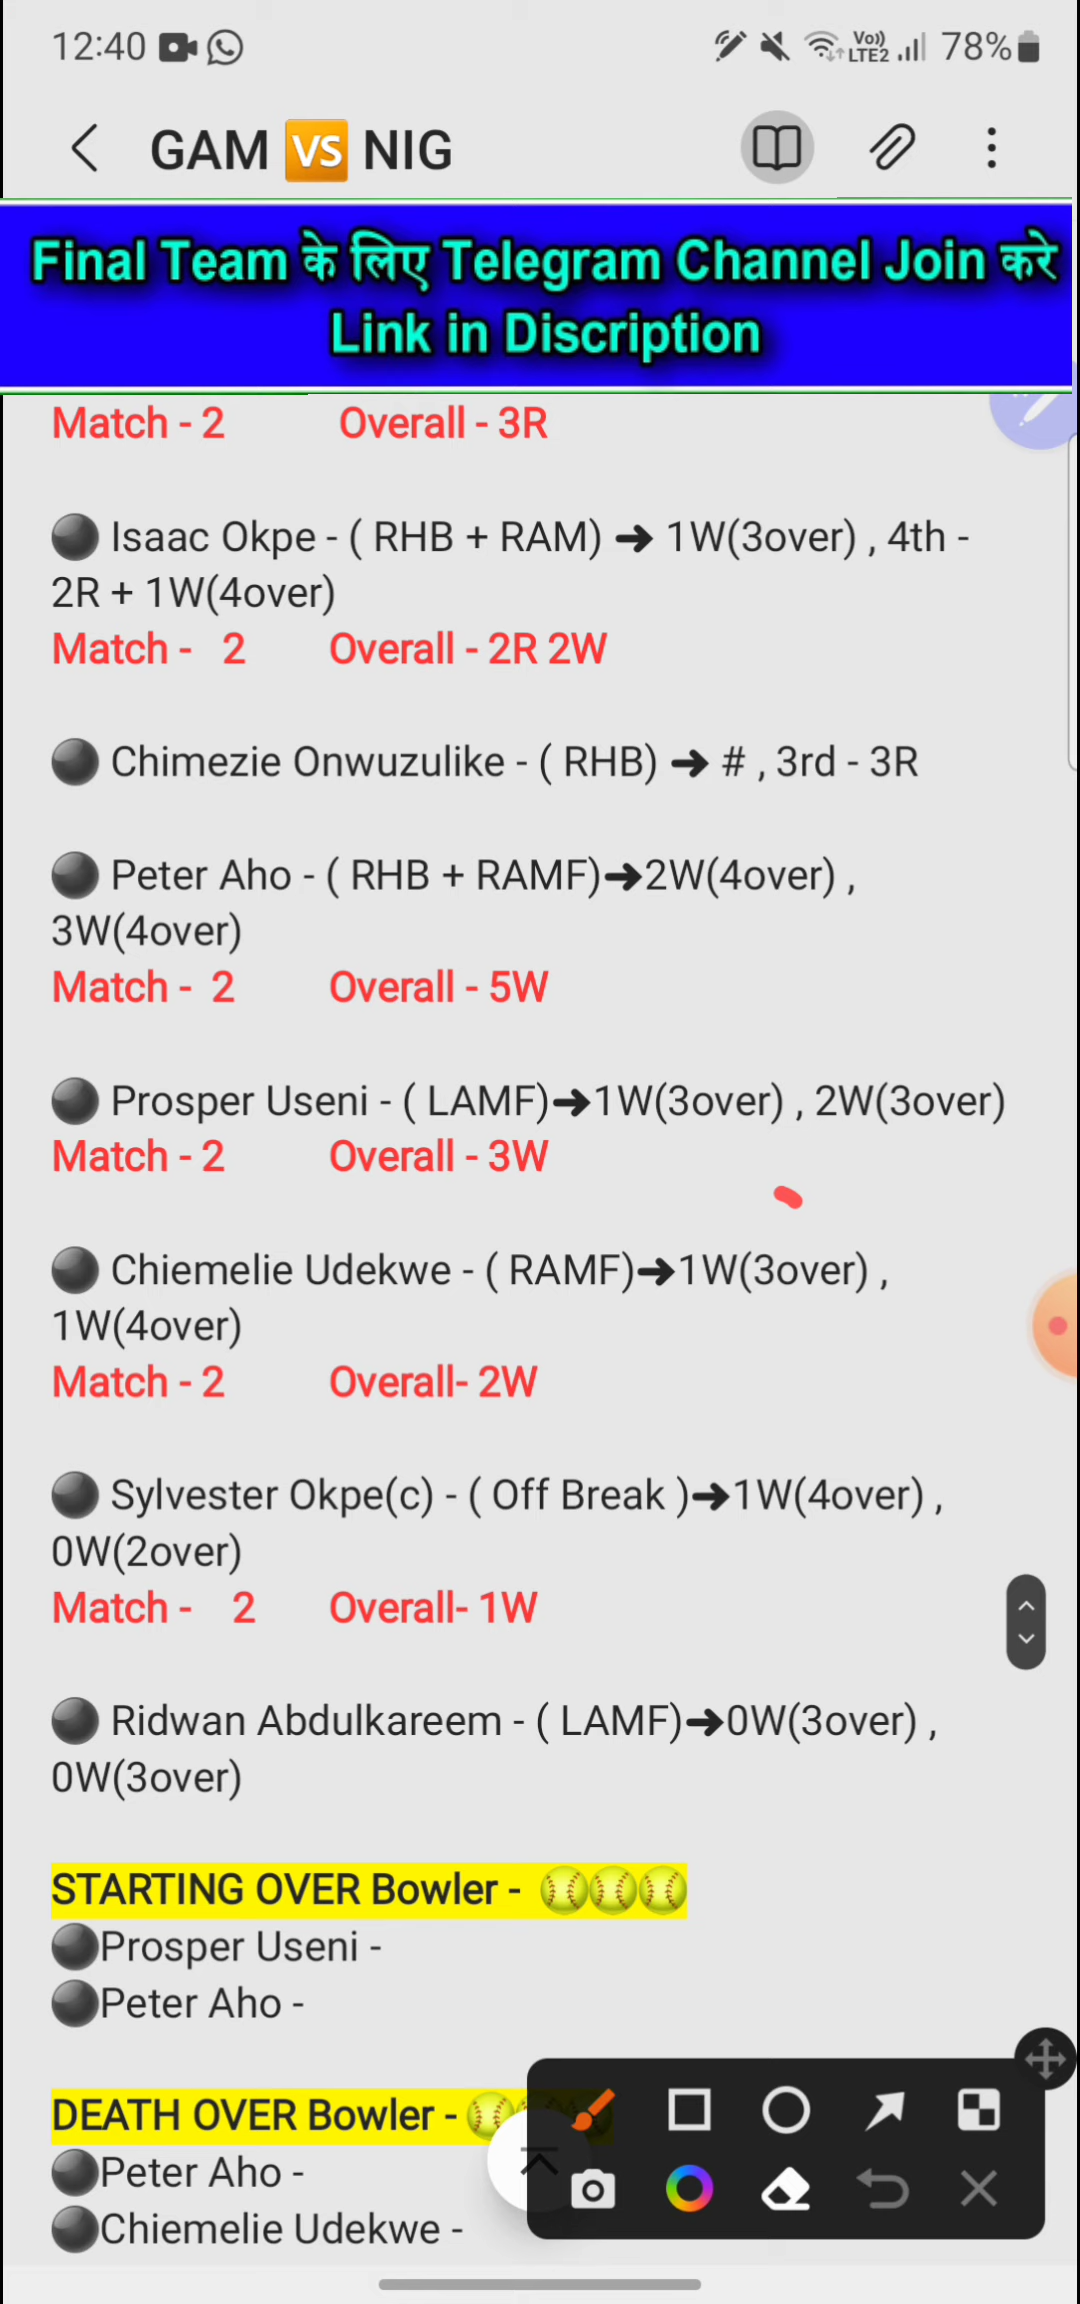 12:40 Vo)) LTE2 78%
GAM VS NIG
Final Team के लिए Telegram Channel Join करे
Link in Discription
Match - 2 Overall - 3R
Isaac Okpe - ( RHB + RAM) ➔ 1W(3over) , 4th -
2R + 1W(4over)
Match - 2 Overall - 2R 2W
Chimezie Onwuzulike - ( RHB) ➔ # , 3rd - 3R
Peter Aho - ( RHB + RAMF)➔2W(4over) ,
3W(4over)
Match - 2 Overall - 5W
Prosper Useni - ( LAMF)➔1W(3over) , 2W(3over)
Match - 2 Overall - 3W
Chiemelie Udekwe - ( RAMF)➔1W(3over) ,
1W(4over)
Match - 2 Overall- 2W
Sylvester Okpe(c) - ( Off Break )➔1W(4over) ,
0W(2over)
Match - 2 Overall- 1W
Ridwan Abdulkareem - ( LAMF)➔0W(3over) ,
0W(3over)
STARTING OVER Bowler -
Prosper Useni -
Peter Aho -
DEATH OVER Bowler -
Peter Aho -
Chiemelie Udekwe -